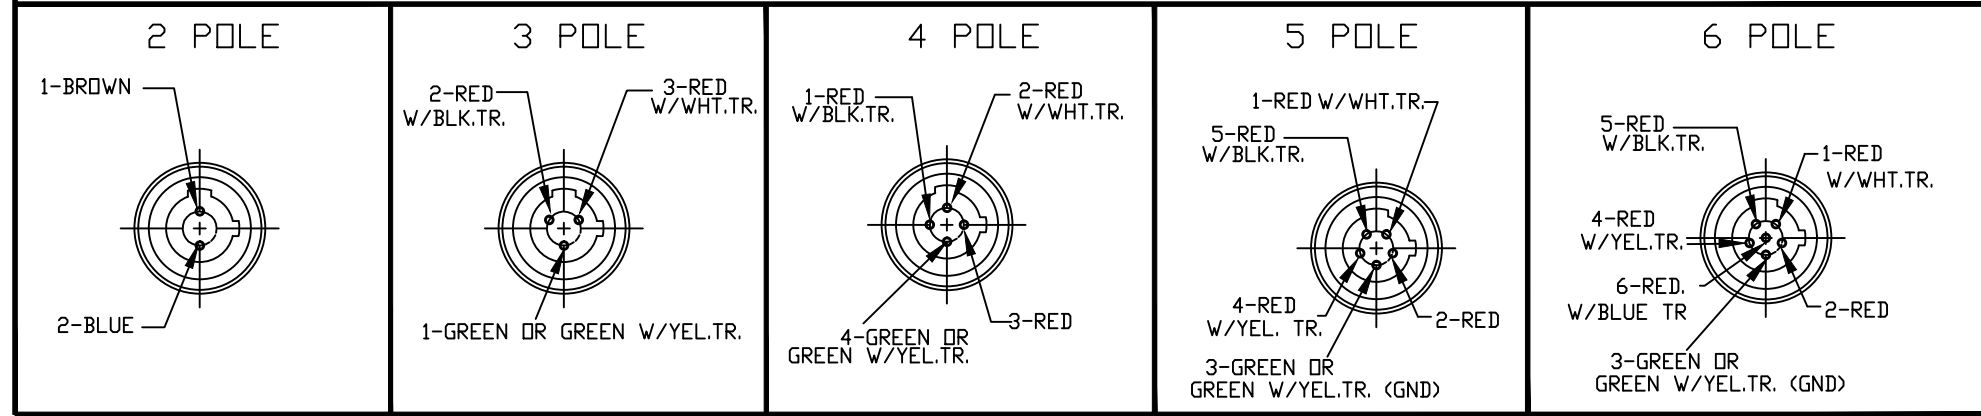 2 POLE
1-BROWN
2-BLUE
3 POLE
2-RED
W/BLK.TR.
3-RED
W/WHT.TR.
1-GREEN OR GREEN W/YEL.TR.
4 POLE
1-RED
W/BLK.TR.
2-RED
W/WHT.TR.
3-RED
4-GREEN OR
GREEN W/YEL.TR.
5 POLE
1-RED W/WHT.TR.
5-RED
W/BLK.TR.
4-RED
W/YEL. TR.
2-RED
3-GREEN OR
GREEN W/YEL.TR. (GND)
6 POLE
5-RED
W/BLK.TR.
1-RED
W/WHT.TR.
4-RED
W/YEL.TR.
6-RED.
W/BLUE TR
2-RED
3-GREEN OR
GREEN W/YEL.TR. (GND)